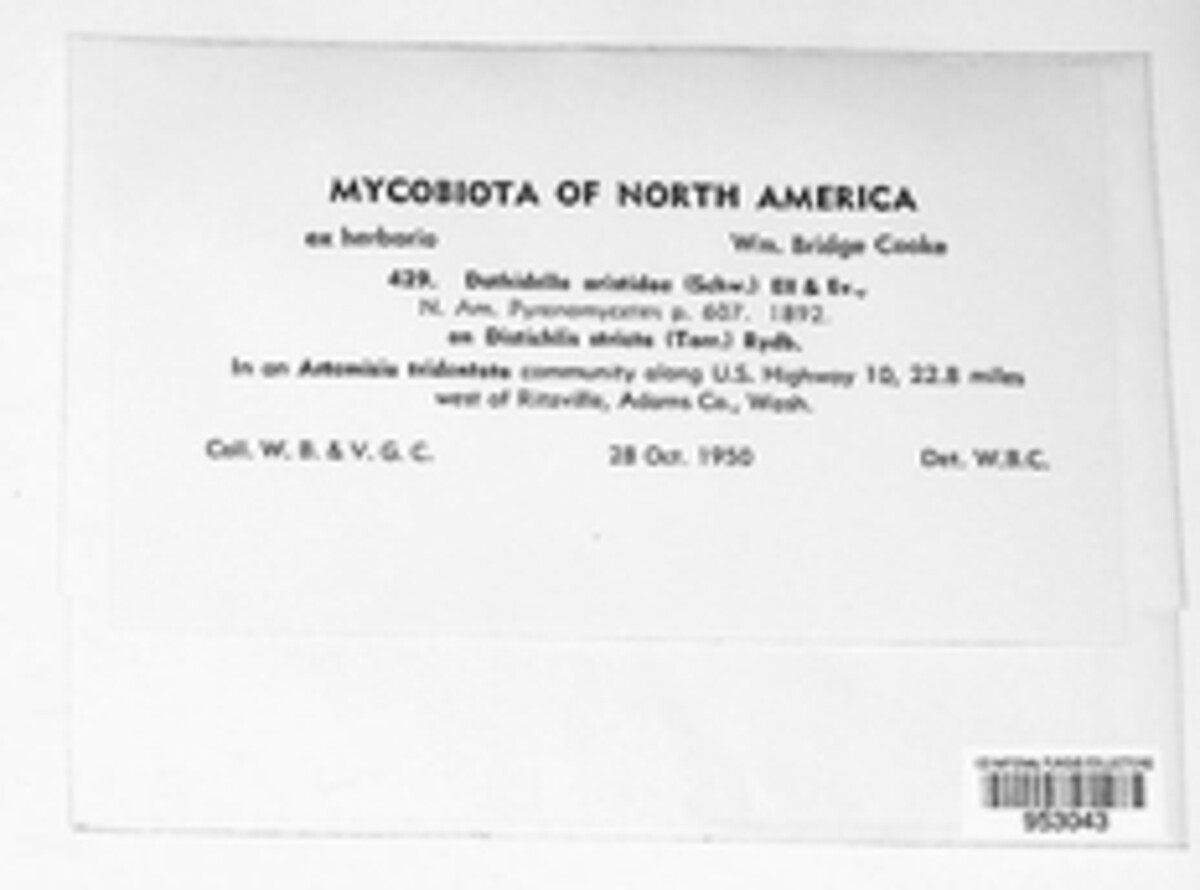 MYCOBIOTA OF NORTH AMERICA
ex herbario Wm. Bridge Cooke
429. Dothidella aristidae (Schw.) Ell & Ev.,
N. Am. Pyrenomycetes p. 607. 1892.
on Distichlis stricta (Torr.) Rydb.
In an Artemisia tridentata community along U.S. Highway 10, 22.8 miles
west of Ritzville, Adams Co., Wash.
Coll. W. B. & V. G. C. 28 Oct. 1950 Det. W.B.C.
953043